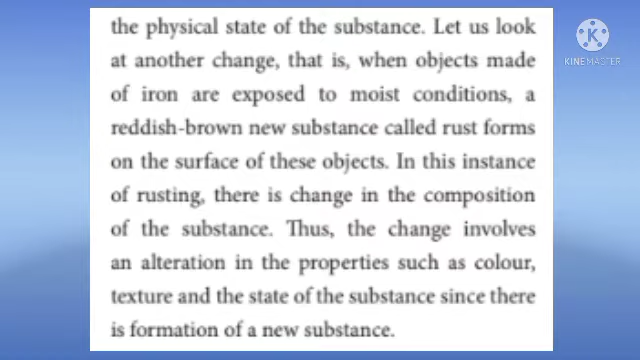 the physical state of the substance. Let us look
at another change, that is, when objects made
of iron are exposed to moist conditions, a
reddish-brown new substance called rust forms
on the surface of these objects. In this instance
of rusting, there is change in the composition
of the substance. Thus, the change involves
an alteration in the properties such as colour,
texture and the state of the substance since there
is formation of a new substance.
K
KINEMASTER